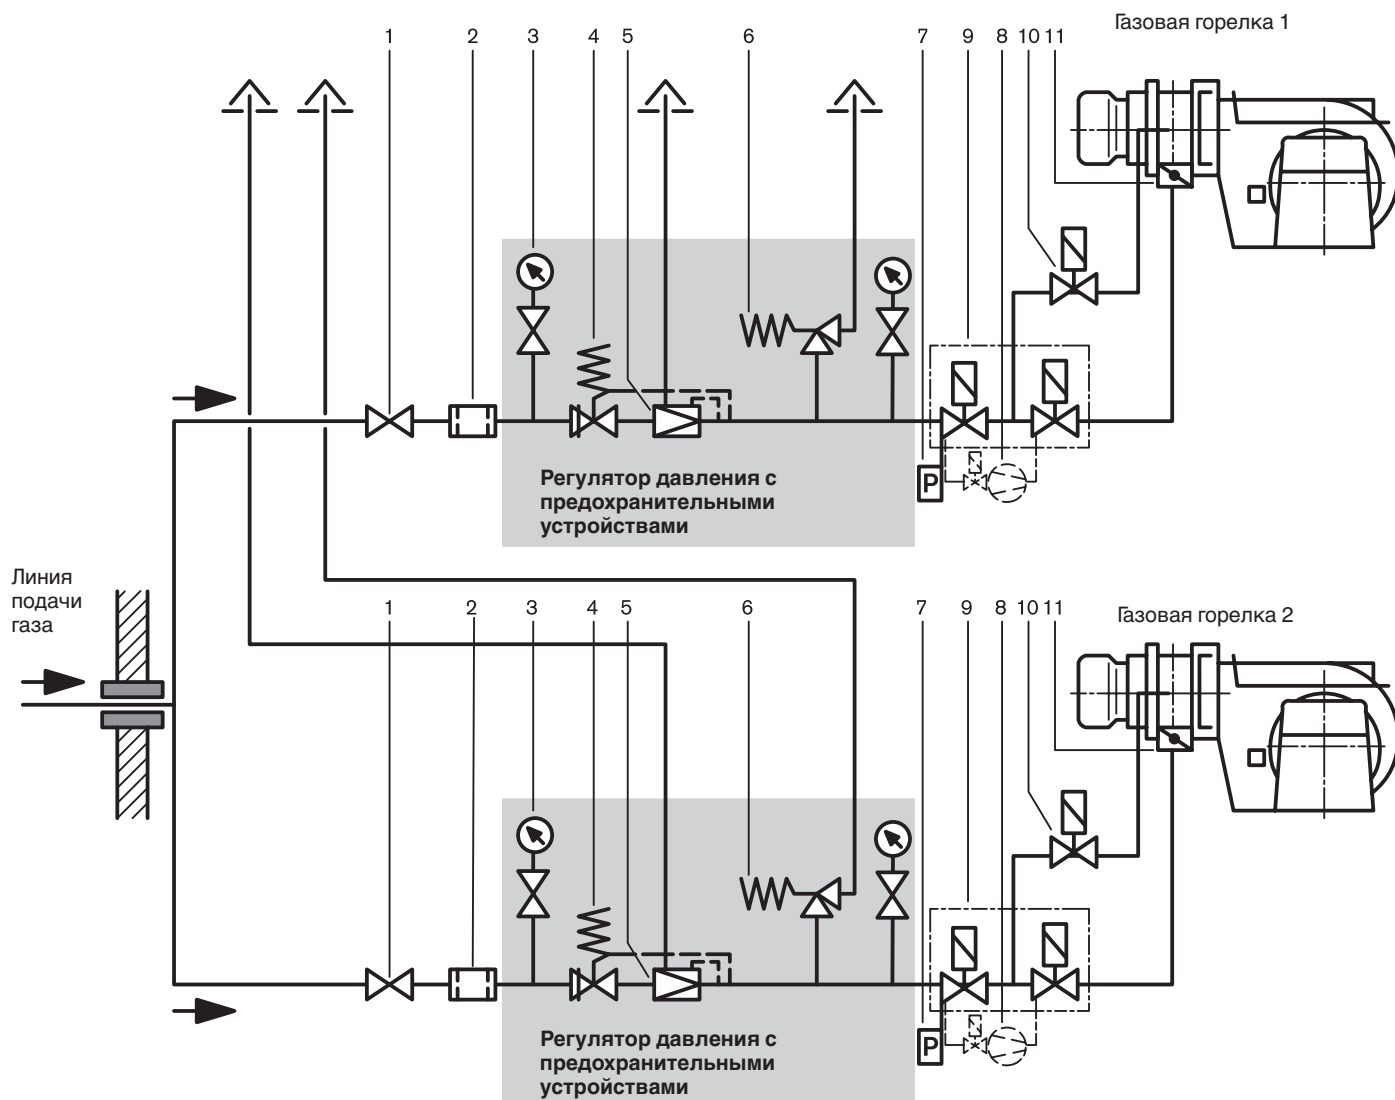 Газовая горелка 1
1 2 3 4 5 6 7 9 8 10 11
P
Регулятор давления с
предохранительными
устройствами
Линия
подачи
газа
1 2 3 4 5 6 7 9 8 10 11
Газовая горелка 2
P
Регулятор давления с
предохранительными
устройствами